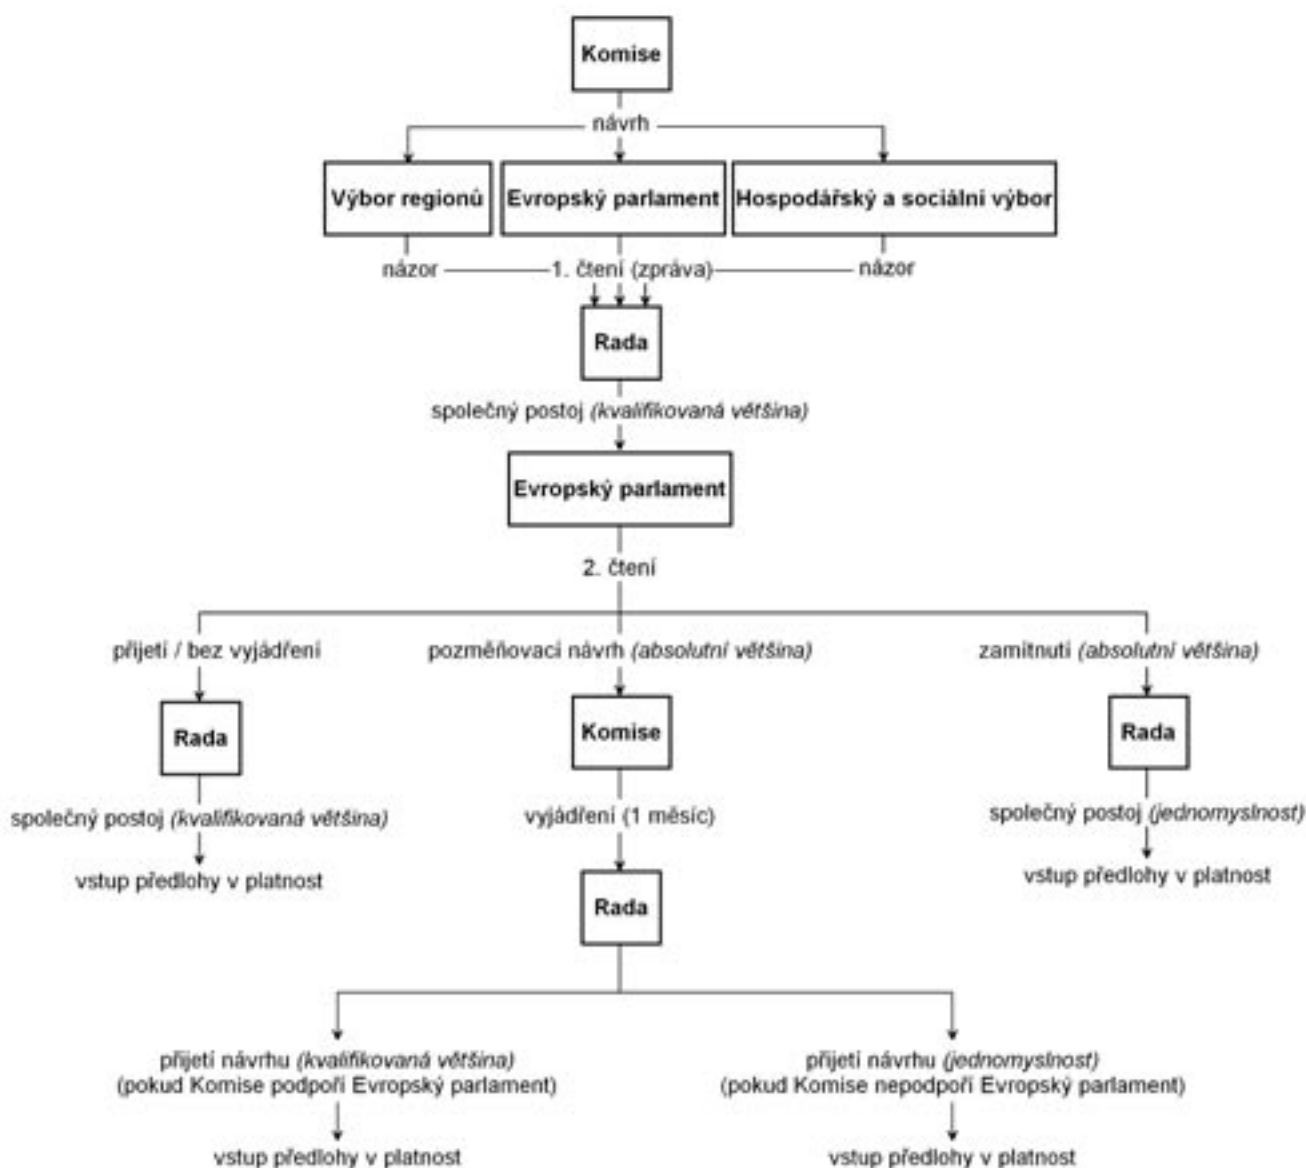 Komise
návrh
Výbor regionů
Evropský parlament
Hospodářský a sociální výbor
názor
1. čtení (zpráva)
názor
Rada
společný postoj (kvalifikovaná většina)
Evropský parlament
2. čtení
přijetí / bez vyjádření
pozměňovací návrh (absolutní většina)
zamítnutí (absolutní většina)
Rada
Komise
Rada
společný postoj (kvalifikovaná většina)
vyjádření (1 měsíc)
společný postoj (jednomyslnost)
vstup předlohy v platnost
vstup předlohy v platnost
Rada
přijetí návrhu (kvalifikovaná většina)
(pokud Komise podpoří Evropský parlament)
přijetí návrhu (jednomyslnost)
(pokud Komise nepodpoří Evropský parlament)
vstup předlohy v platnost
vstup předlohy v platnost